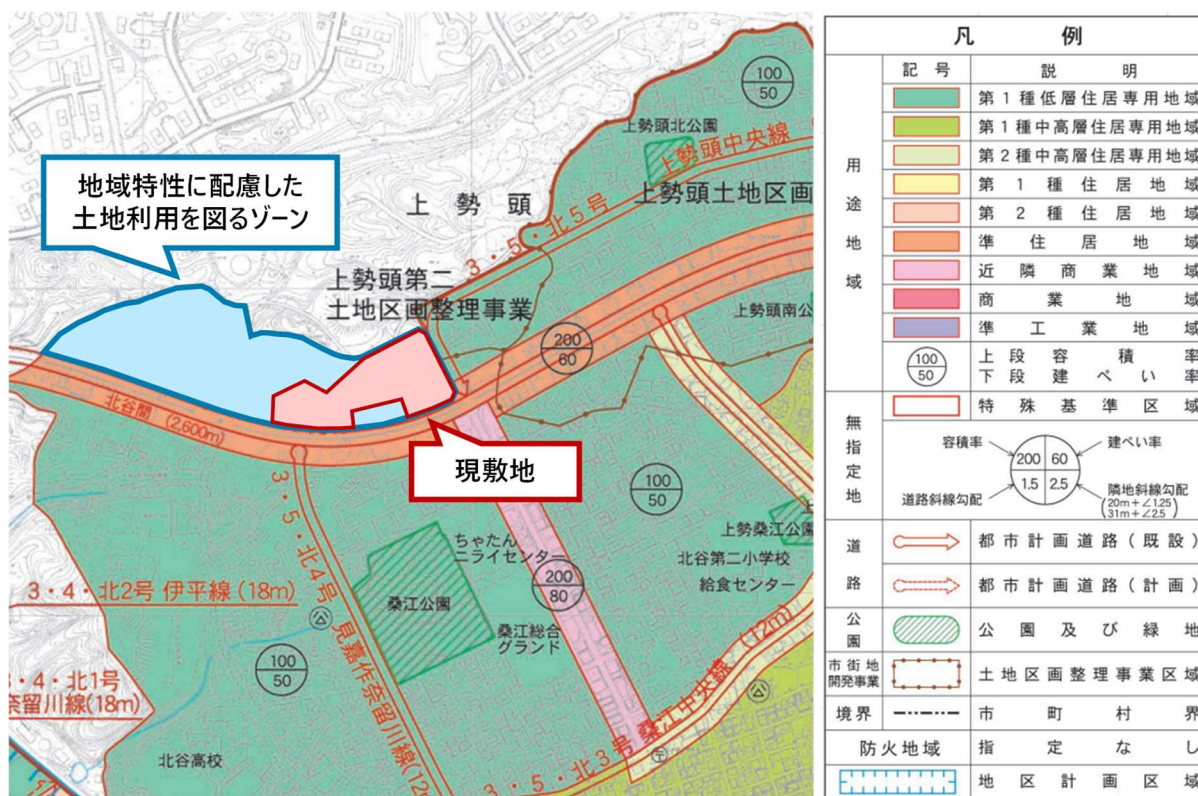 100
50
上勢頭北公園
上勢頭中央線
地域特性に配慮した
土地利用を図るゾーン
上勢頭
上勢頭土地区画
3・5・北5号
上勢頭第二
土地区画整理事業
上勢頭南公
200
60
北谷間 (2,600m)
現敷地
100
50
上勢桑江公園
ちゃたん
ニライセンター
北谷第二小学校
給食センター
200
80
3・4・北2号 伊平線(18m)
桑江公園
桑江総合
グランド
3・5・北4号 見嘉作奈留川線(12m
100
50
・4・北1号
奈留川線(18m)
北谷高校
3・5・北3号 桑江中央線 (12m)
凡例
記号
説明
用途地域
第1種低層住居専用地域
第1種中高層住居専用地域
第2種中高層住居専用地域
第1種住居地域
第2種住居地域
準住居地域
近隣商業地域
商業地域
準工業地域
100
50
上段容積率
下段建ぺい率
無指定地
特殊基準区域
容積率
建ぺい率
200 60
1.5 2.5
道路斜線勾配
隣地斜線勾配
(20m+∠1.25
31m+∠2.5)
道路
都市計画道路(既設)
都市計画道路(計画)
公園
公園及び緑地
市街地
開発事業
土地区画整理事業区域
境界
市町村界
防火地域
指定なし
地区計画区域